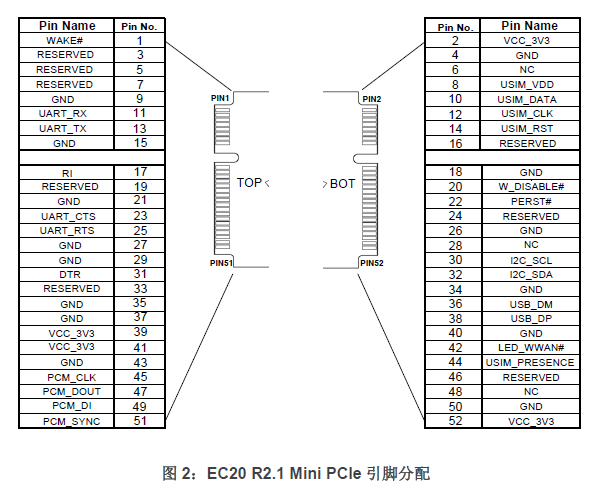 Pin Name Pin No.
WAKE# 1
RESERVED 3
RESERVED 5
RESERVED 7
GND 9
UART_RX 11
UART_TX 13
GND 15
RI 17
RESERVED 19
GND 21
UART_CTS 23
UART_RTS 25
GND 27
GND 29
DTR 31
RESERVED 33
GND 35
GND 37
VCC_3V3 39
VCC_3V3 41
GND 43
PCM_CLK 45
PCM_DOUT 47
PCM_DI 49
PCM_SYNC 51
PIN1
TOP
PIN51
PIN2
BOT
PIN52
Pin No. Pin Name
2 VCC_3V3
4 GND
6 NC
8 USIM_VDD
10 USIM_DATA
12 USIM_CLK
14 USIM_RST
16 RESERVED
18 GND
20 W_DISABLE#
22 PERST#
24 RESERVED
26 GND
28 NC
30 I2C_SCL
32 I2C_SDA
34 GND
36 USB_DM
38 USB_DP
40 GND
42 LED_WWAN#
44 USIM_PRESENCE
46 RESERVED
48 NC
50 GND
52 VCC_3V3
图 2：EC20 R2.1 Mini PCIe 引脚分配